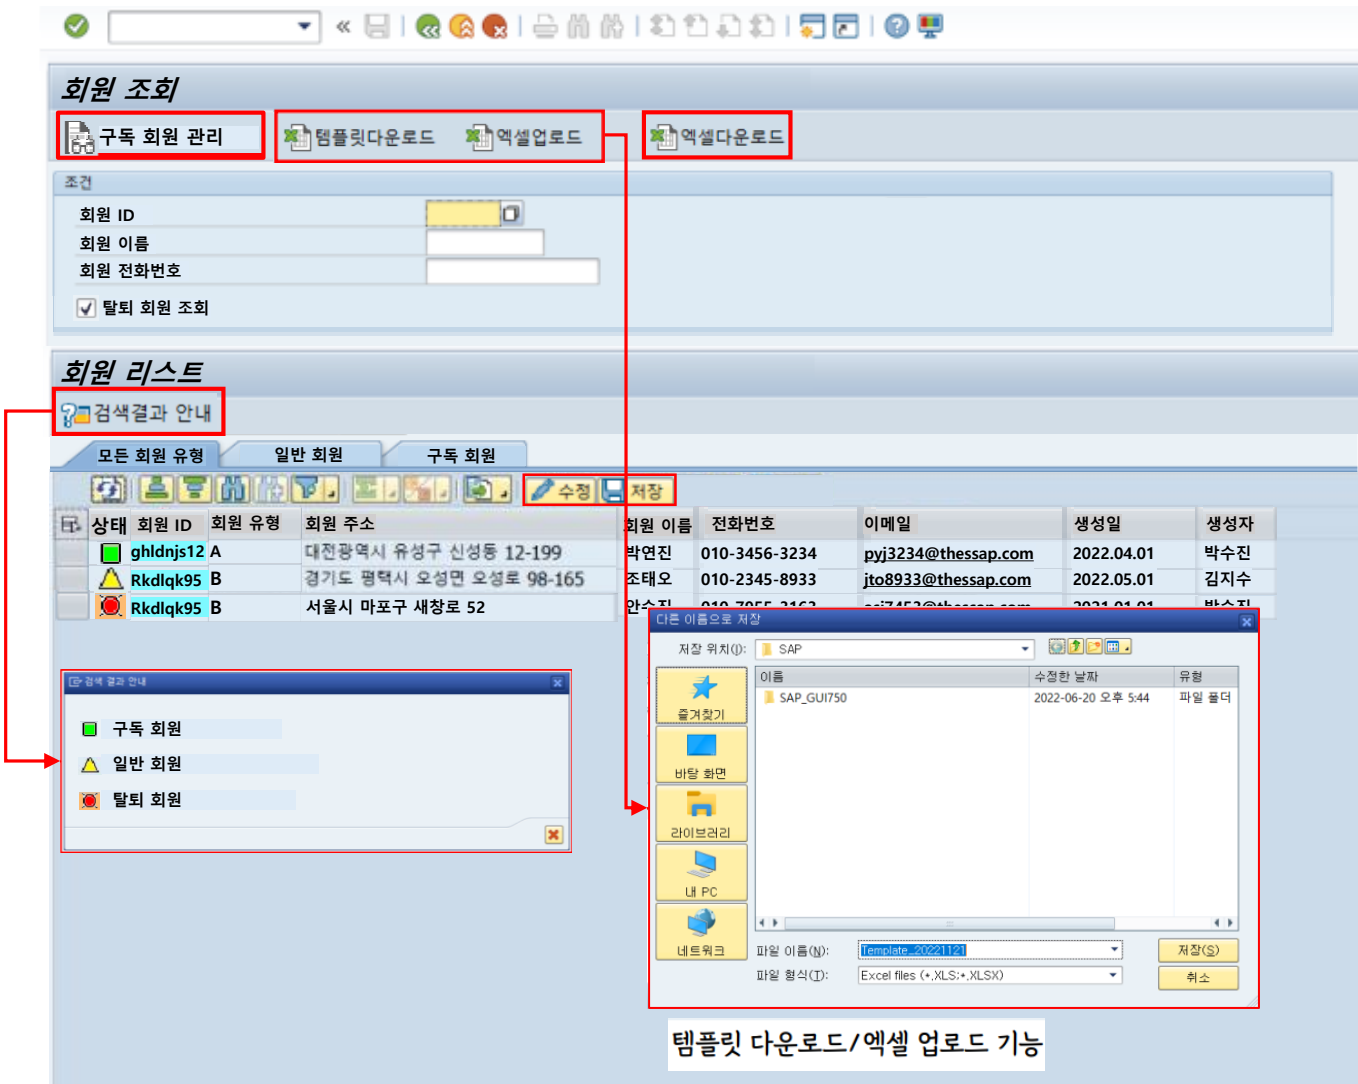 회원 조회
구독 회원 관리 템플릿다운로드 엑셀업로드 엑셀다운로드
조건
회원 ID
회원 이름
회원 전화번호
탈퇴 회원 조회
회원 리스트
검색결과 안내
모든 회원 유형 일반 회원 구독 회원
수정 저장
상태 회원 ID 회원 유형 회원 주소 회원 이름 전화번호 이메일 생성일 생성자
ghldnjs12 A 대전광역시 유성구 신성동 12-199 박연진 010-3456-3234 pyj3234@thessap.com 2022.04.01 박수진
Rkdlqk95 B 경기도 평택시 오성면 오성로 98-165 조태오 010-2345-8933 jto8933@thessap.com 2022.05.01 김지수
Rkdlqk95 B 서울시 마포구 새창로 52
검색 결과 안내
구독 회원
일반 회원
탈퇴 회원
다른 이름으로 저장
저장 위치(I): SAP
이름 수정한 날짜 유형
SAP_GUI750 2022-06-20 오후 5:44 파일 폴더
즐겨찾기
바탕 화면
라이브러리
내 PC
네트워크
파일 이름(N): Template_20221121 저장(S)
파일 형식(T): Excel files (*.XLS;*.XLSX) 취소
템플릿 다운로드/엑셀 업로드 기능